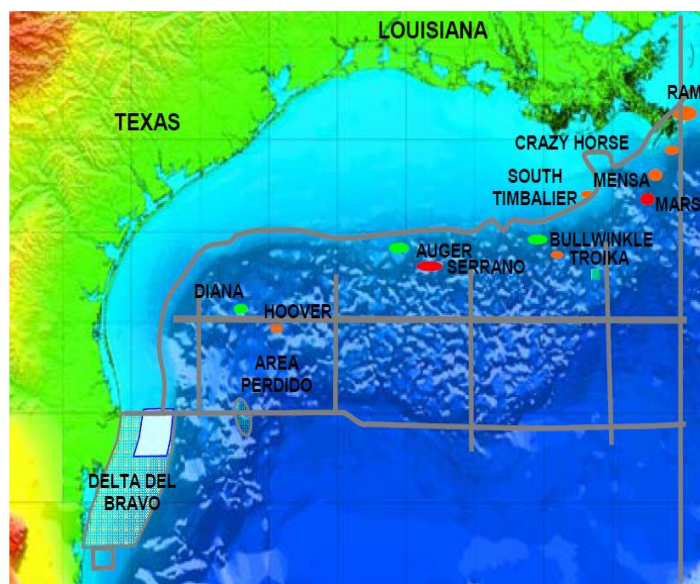 LOUISIANA
RAM
TEXAS
CRAZY HORSE
SOUTH
TIMBALIER
MENSA
MARS
BULLWINKLE
AUGER
TROIKA
SERRANO
DIANA
HOOVER
AREA
PERDIDO
DELTA DEL
BRAVO